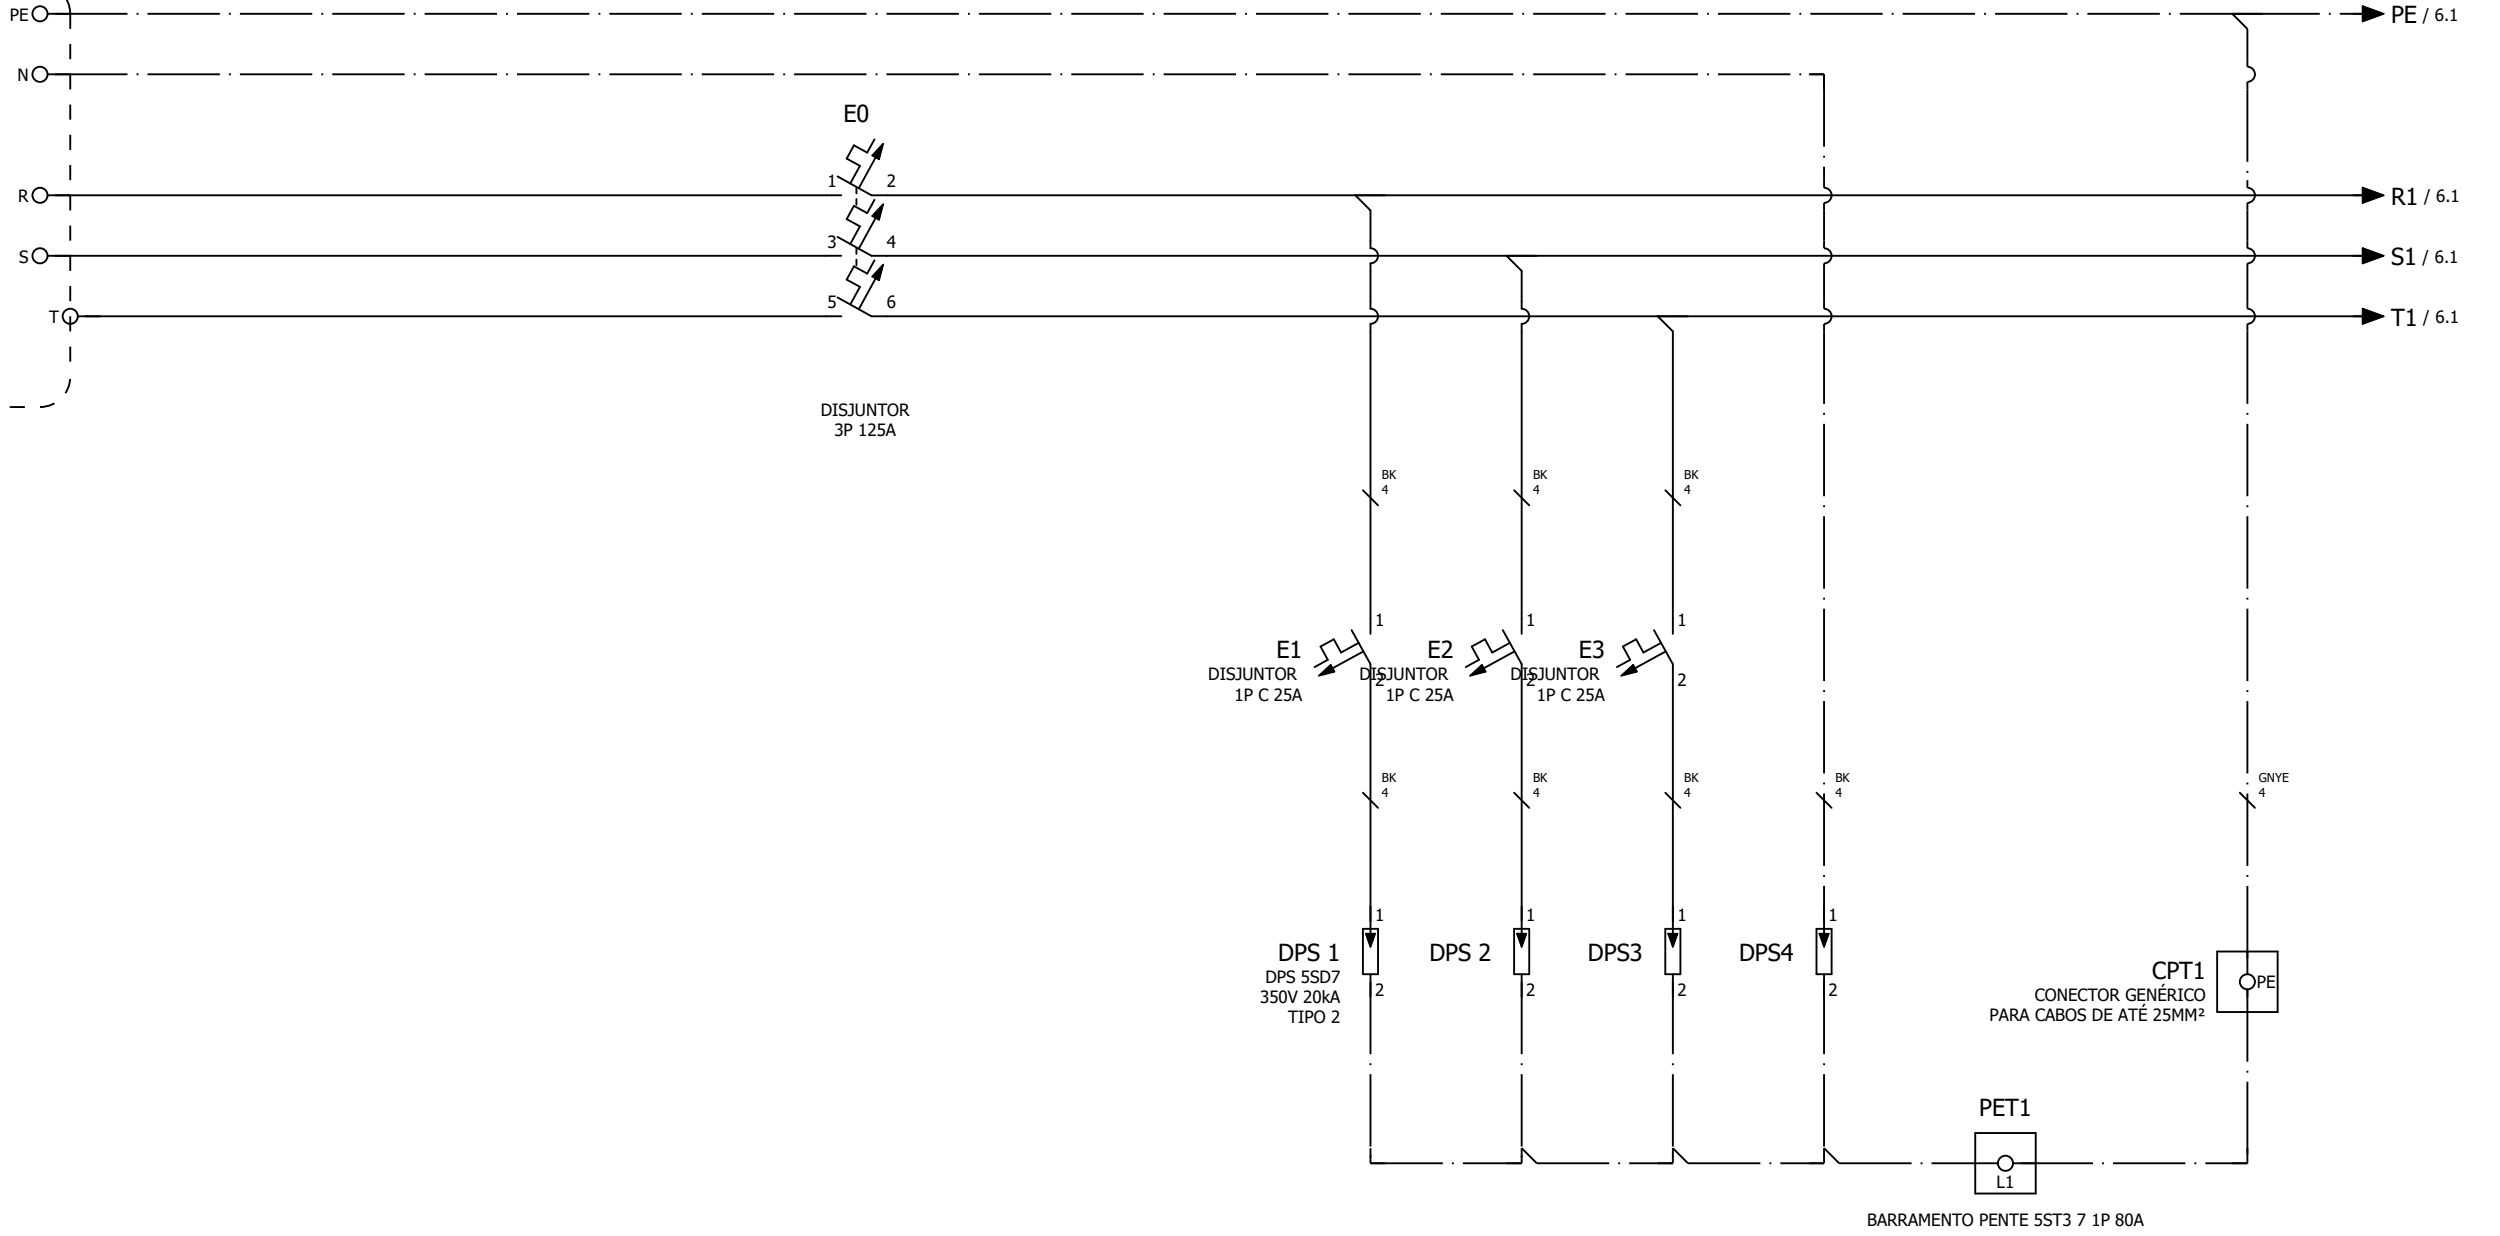 PE
PE / 6.1
N
E0
R
1
2
R1 / 6.1
S
3
4
S1 / 6.1
T
5
6
T1 / 6.1
DISJUNTOR
3P 125A
BK
4
BK
4
BK
4
E1
DISJUNTOR
1P C 25A
1
2
E2
DISJUNTOR
1P C 25A
1
2
E3
DISJUNTOR
1P C 25A
1
2
BK
4
BK
4
BK
4
BK
4
GNYE
4
DPS 1
DPS 5SD7
350V 20kA
TIPO 2
1
2
DPS 2
1
2
DPS3
1
2
DPS4
1
2
CPT1
CONECTOR GENÉRICO
PARA CABOS DE ATÉ 25MM²
PE
PET1
L1
BARRAMENTO PENTE 5ST3 7 1P 80A